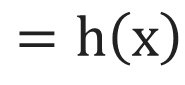 = h(x)